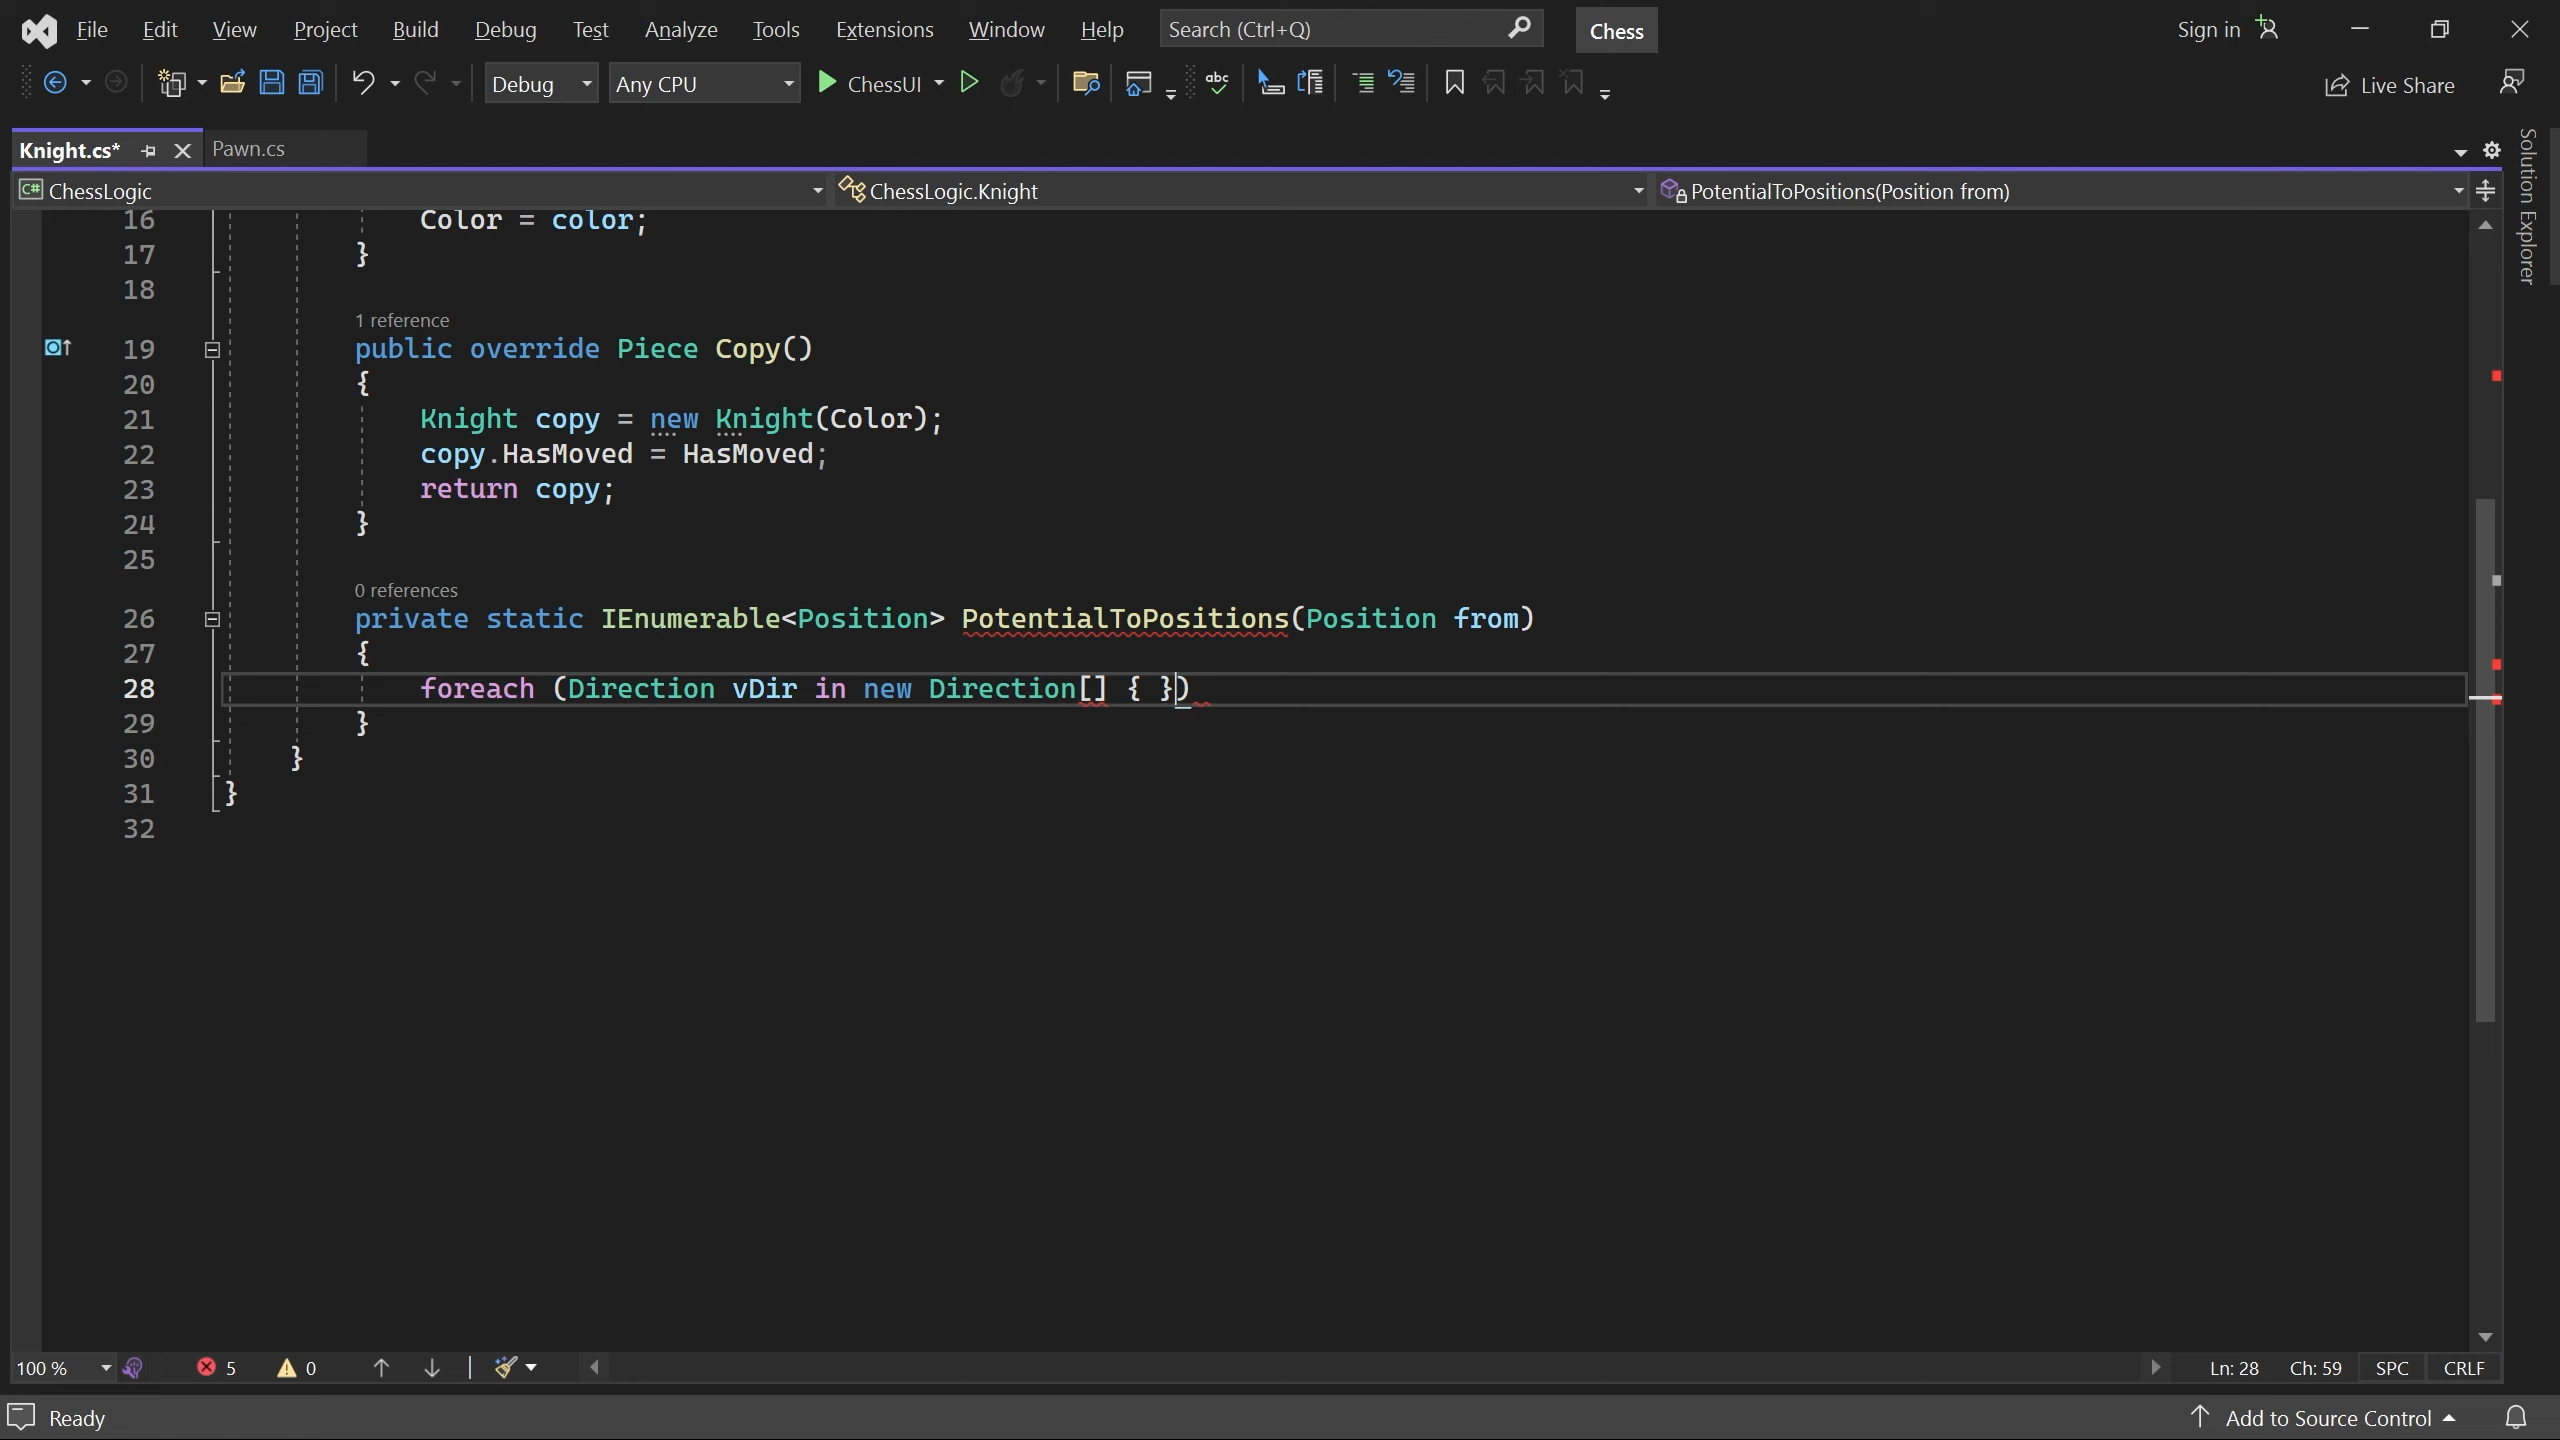 File Edit View Project Build Debug Test Analyze Tools Extensions Window Help Search (Ctrl+Q) Chess Sign in
Debug Any CPU ChessUI abc Live Share
Knight.cs* Pawn.cs
C# ChessLogic ChessLogic.Knight PotentialToPositions(Position from)
Solution Explorer
16 Color = color;
17 }
18
1 reference
19 public override Piece Copy()
20 {
21 Knight copy = new Knight(Color);
22 copy.HasMoved = HasMoved;
23 return copy;
24 }
25
0 references
26 private static IEnumerable<Position> PotentialToPositions(Position from)
27 {
28 foreach (Direction vDir in new Direction[] { })
29 }
30 }
31 }
32
100 % 5 0 Ln: 28 Ch: 59 SPC CRLF
Ready Add to Source Control